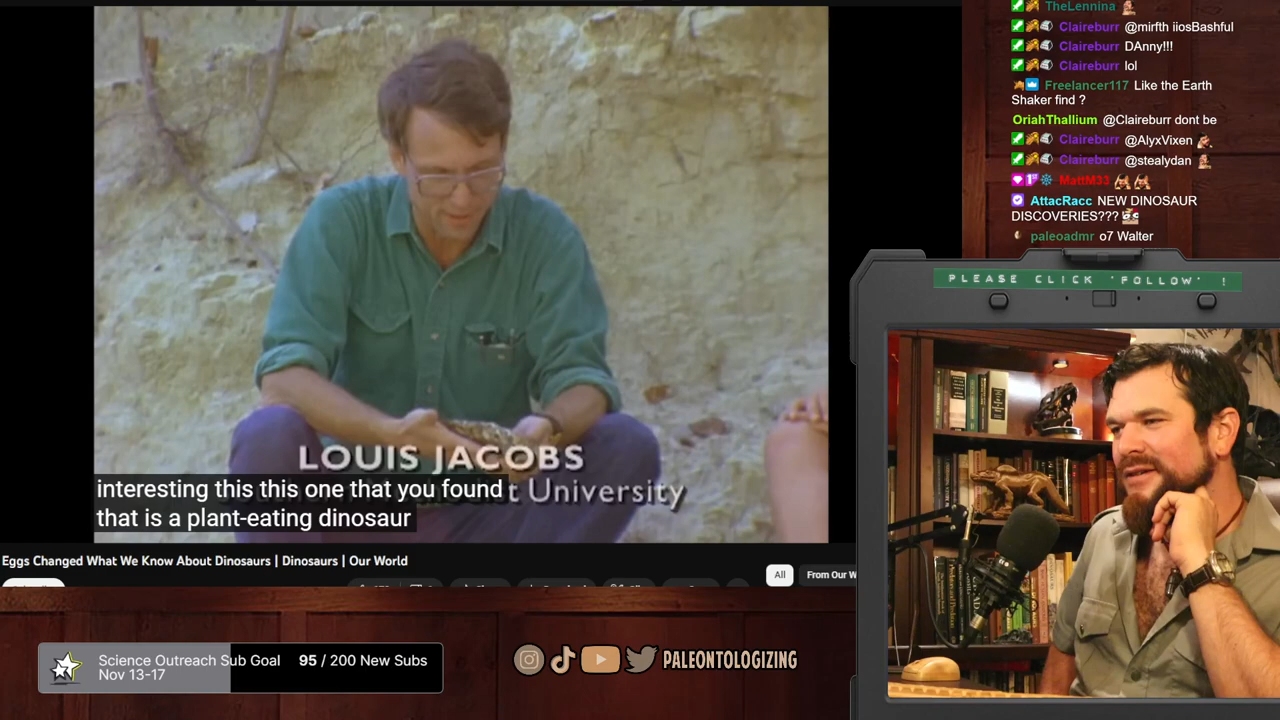 TheLennina
Claireburr @mirfth iiosBashful
Claireburr DAnny!!!
Claireburr lol
Freelancer117 Like the Earth
Shaker find ?
OriahThallium @Claireburr dont be
Claireburr @AlyxVixen
Claireburr @stealydan
MattM33
AttacRacc NEW DINOSAUR
DISCOVERIES???
paleoadmr o7 Walter
PLEASE CLICK 'FOLLOW' !
LOUIS JACOBS
t University
interesting this this one that you found
that is a plant-eating dinosaur
Eggs Changed What We Know About Dinosaurs | Dinosaurs | Our World
All
From Our W
Science Outreach Sub Goal 95 / 200 New Subs
Nov 13-17
PALEONTOLOGIZING